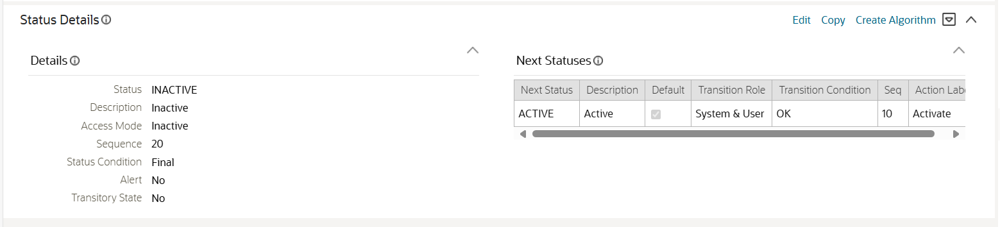 Status Details
Edit Copy Create Algorithm
Details
Status INACTIVE
Description Inactive
Access Mode Inactive
Sequence 20
Status Condition Final
Alert No
Transitory State No
Next Statuses
Next Status Description Default Transition Role Transition Condition Seq Action Labe
ACTIVE Active System & User OK 10 Activate